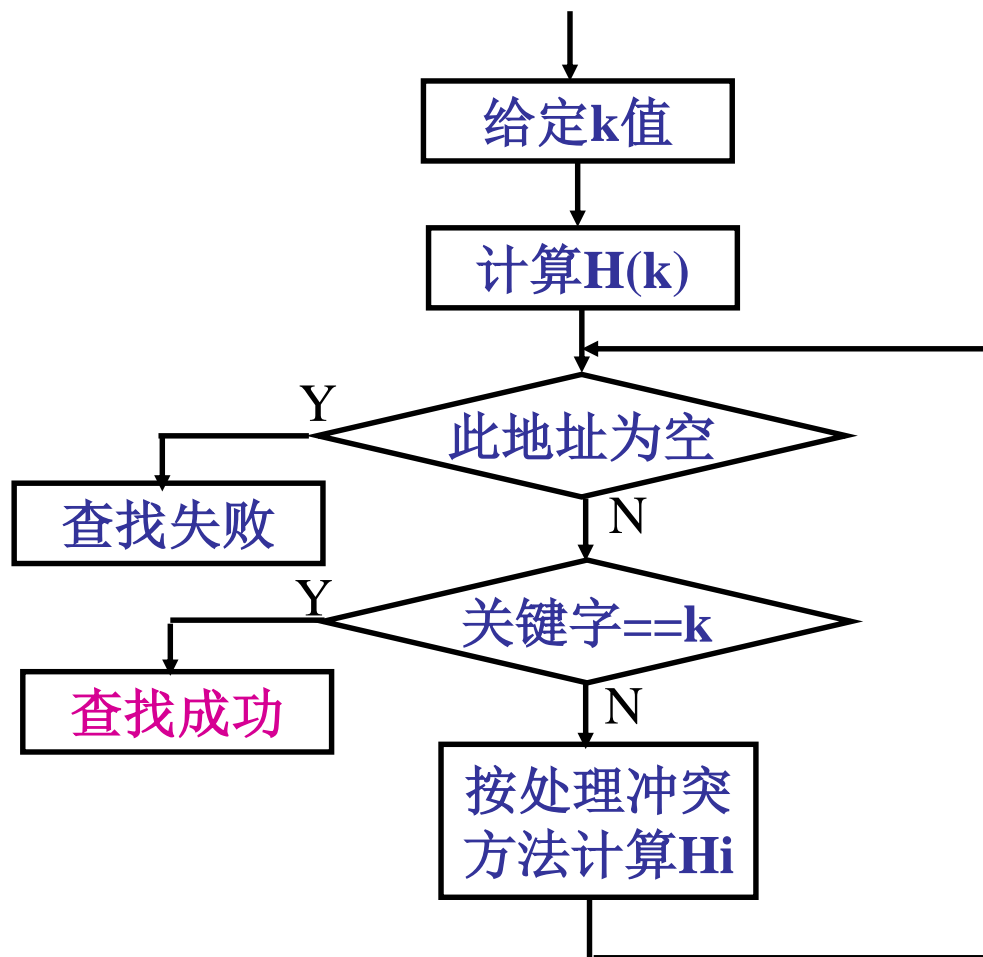 给定k值
计算H(k)
Y
此地址为空
查找失败
N
Y
关键字==k
查找成功
N
按处理冲突
方法计算Hi